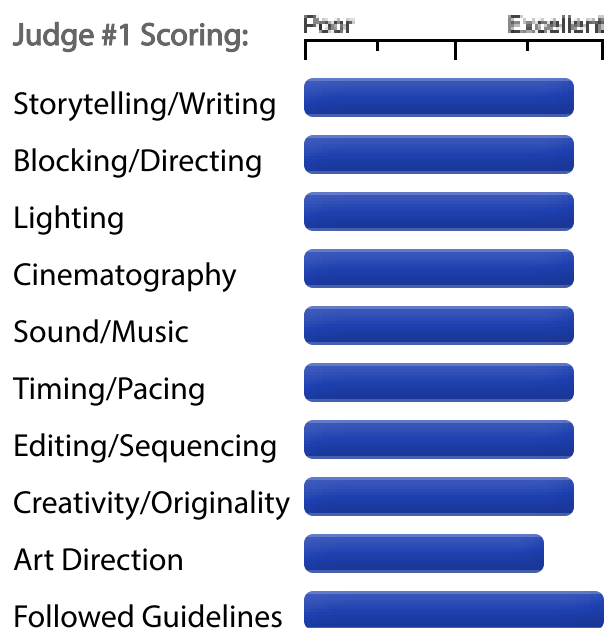 Judge #1 Scoring:
Poor Excellent
Storytelling/Writing
Blocking/Directing
Lighting
Cinematography
Sound/Music
Timing/Pacing
Editing/Sequencing
Creativity/Originality
Art Direction
Followed Guidelines